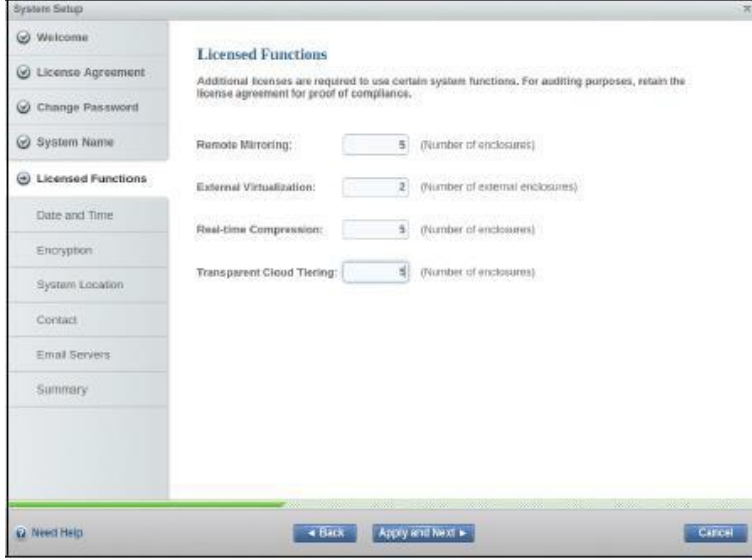 System Setup
Welcome
License Agreement
Change Password
System Name
Licensed Functions
Date and Time
Encryption
System Location
Contact
Email Servers
Summary
Licensed Functions
Additional licenses are required to use certain system functions. For auditing purposes, retain the
license agreement for proof of compliance.
Remote Mirroring: 5 (Number of enclosures)
External Virtualization: 2 (Number of external enclosures)
Real-time Compression: 5 (Number of enclosures)
Transparent Cloud Tiering: 5 (Number of enclosures)
Need Help
Back
Apply and Next
Cancel